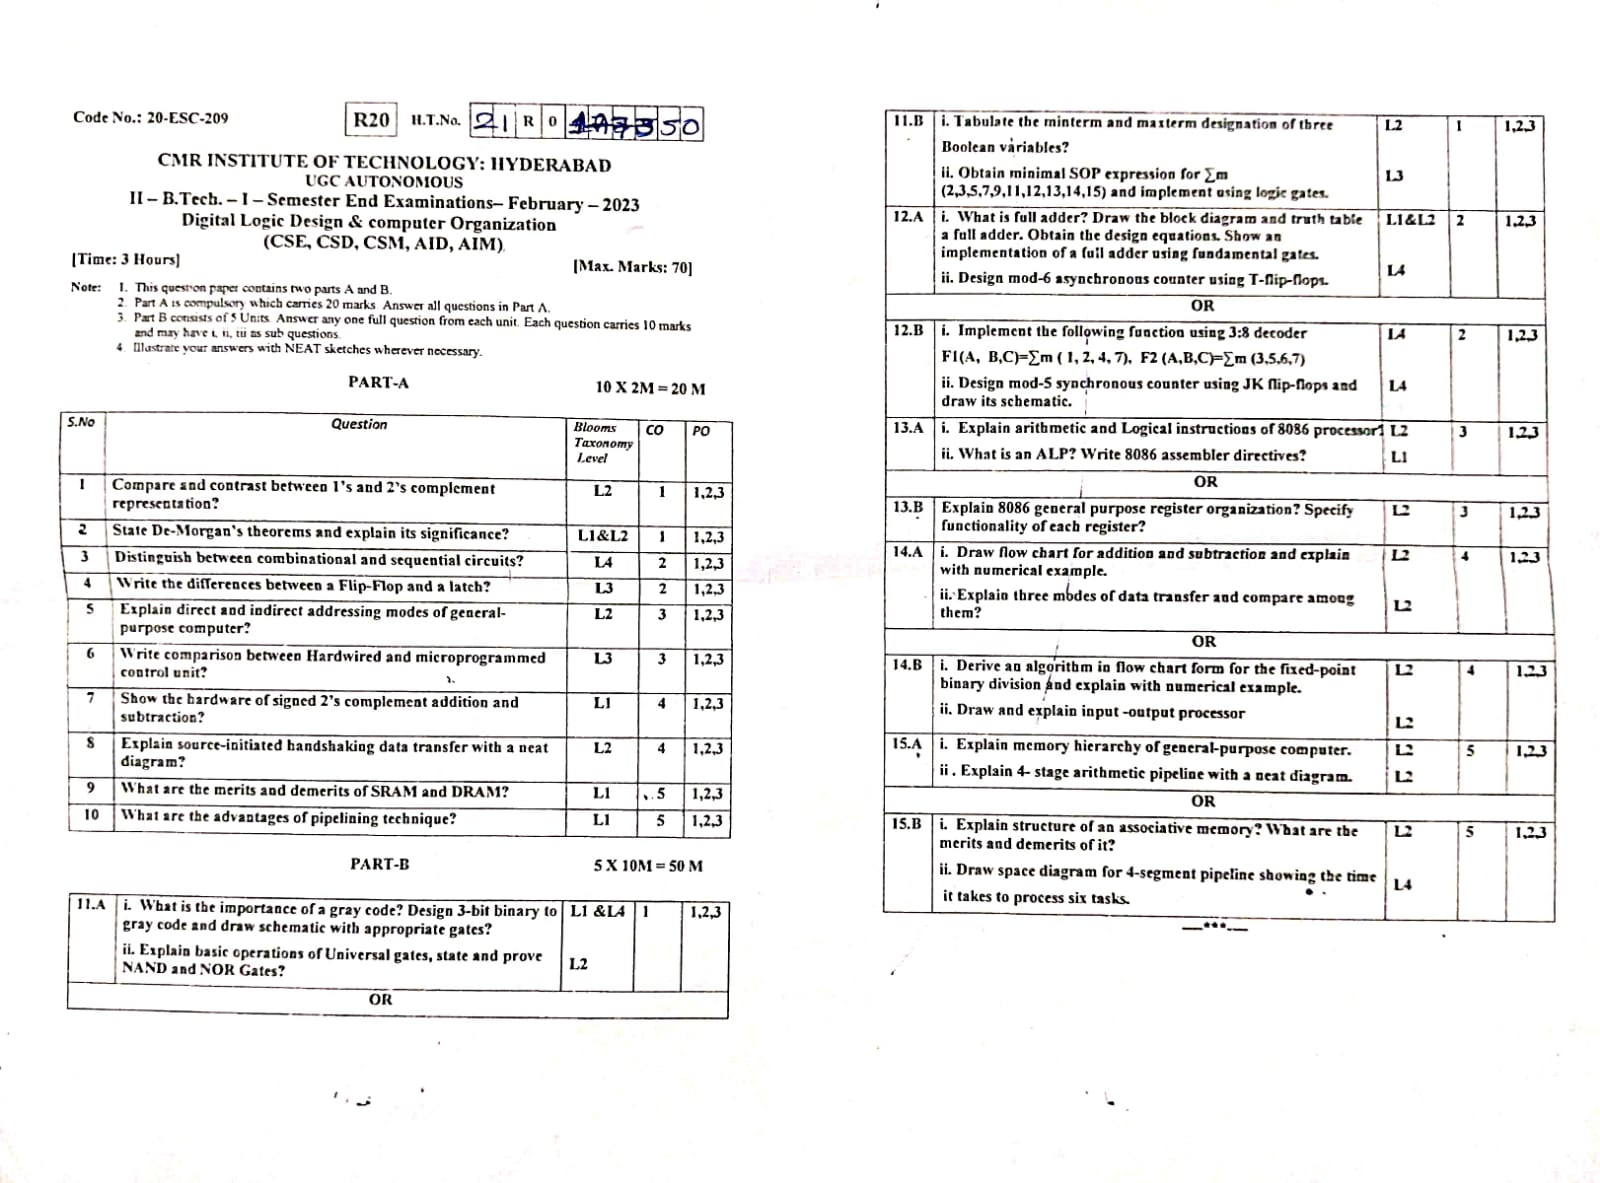 Code No.: 20-ESC-209 R20 H.T.No. 21 R 0 50
CMR INSTITUTE OF TECHNOLOGY: HYDERABAD
UGC AUTONOMOUS
II – B.Tech. – I – Semester End Examinations– February – 2023
Digital Logic Design & computer Organization
(CSE, CSD, CSM, AID, AIM)
[Time: 3 Hours] [Max. Marks: 70]
Note: 1. This question paper contains two parts A and B.
2. Part A is compulsory which carries 20 marks. Answer all questions in Part A.
3. Part B consists of 5 Units. Answer any one full question from each unit. Each question carries 10 marks
and may have i, ii, iii as sub questions.
4. Illustrate your answers with NEAT sketches wherever necessary.
PART-A 10 X 2M = 20 M
S.No Question Blooms CO PO
Taxonomy
Level
1 Compare and contrast between 1's and 2's complement L2 1 1,2,3
representation?
2 State De-Morgan's theorems and explain its significance? L1&L2 1 1,2,3
3 Distinguish between combinational and sequential circuits? L4 2 1,2,3
4 Write the differences between a Flip-Flop and a latch? L3 2 1,2,3
5 Explain direct and indirect addressing modes of general- L2 3 1,2,3
purpose computer?
6 Write comparison between Hardwired and microprogrammed L3 3 1,2,3
control unit?
7 Show the hardware of signed 2's complement addition and L1 4 1,2,3
subtraction?
8 Explain source-initiated handshaking data transfer with a neat L2 4 1,2,3
diagram?
9 What are the merits and demerits of SRAM and DRAM? L1 5 1,2,3
10 What are the advantages of pipelining technique? L1 5 1,2,3
PART-B 5 X 10M = 50 M
11.A i. What is the importance of a gray code? Design 3-bit binary to L1 &L4 1 1,2,3
gray code and draw schematic with appropriate gates?
ii. Explain basic operations of Universal gates, state and prove L2
NAND and NOR Gates?
OR
11.B i. Tabulate the minterm and maxterm designation of three L2 1 1,2,3
Boolean variables?
ii. Obtain minimal SOP expression for ∑m L3
(2,3,5,7,9,11,12,13,14,15) and implement using logic gates.
12.A i. What is full adder? Draw the block diagram and truth table L1&L2 2 1,2,3
a full adder. Obtain the design equations. Show an
implementation of a full adder using fundamental gates.
ii. Design mod-6 asynchronous counter using T-flip-flops. L4
OR
12.B i. Implement the following function using 3:8 decoder L4 2 1,2,3
F1(A, B,C)=∑m ( 1, 2, 4, 7), F2 (A,B,C)=∑m (3,5,6,7)
ii. Design mod-5 synchronous counter using JK flip-flops and L4
draw its schematic.
13.A i. Explain arithmetic and Logical instructions of 8086 processor? L2 3 1,2,3
ii. What is an ALP? Write 8086 assembler directives? L1
OR
13.B Explain 8086 general purpose register organization? Specify L2 3 1,2,3
functionality of each register?
14.A i. Draw flow chart for addition and subtraction and explain L2 4 1,2,3
with numerical example.
ii. Explain three modes of data transfer and compare among L2
them?
OR
14.B i. Derive an algorithm in flow chart form for the fixed-point L2 4 1,2,3
binary division and explain with numerical example.
ii. Draw and explain input -output processor L2
15.A i. Explain memory hierarchy of general-purpose computer. L2 5 1,2,3
ii . Explain 4- stage arithmetic pipeline with a neat diagram. L2
OR
15.B i. Explain structure of an associative memory? What are the L2 5 1,2,3
merits and demerits of it?
ii. Draw space diagram for 4-segment pipeline showing the time L4
it takes to process six tasks.
__***__